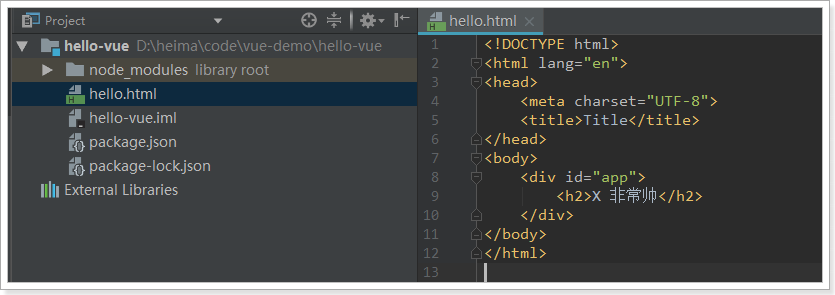 Project
hello-vue D:\heima\code\vue-demo\hello-vue
node_modules library root
hello.html
hello-vue.iml
package.json
package-lock.json
External Libraries
hello.html
1 <!DOCTYPE html>
2 <html lang="en">
3 <head>
4 <meta charset="UTF-8">
5 <title>Title</title>
6 </head>
7 <body>
8 <div id="app">
9 <h2>X 非常帅</h2>
10 </div>
11 </body>
12 </html>
13